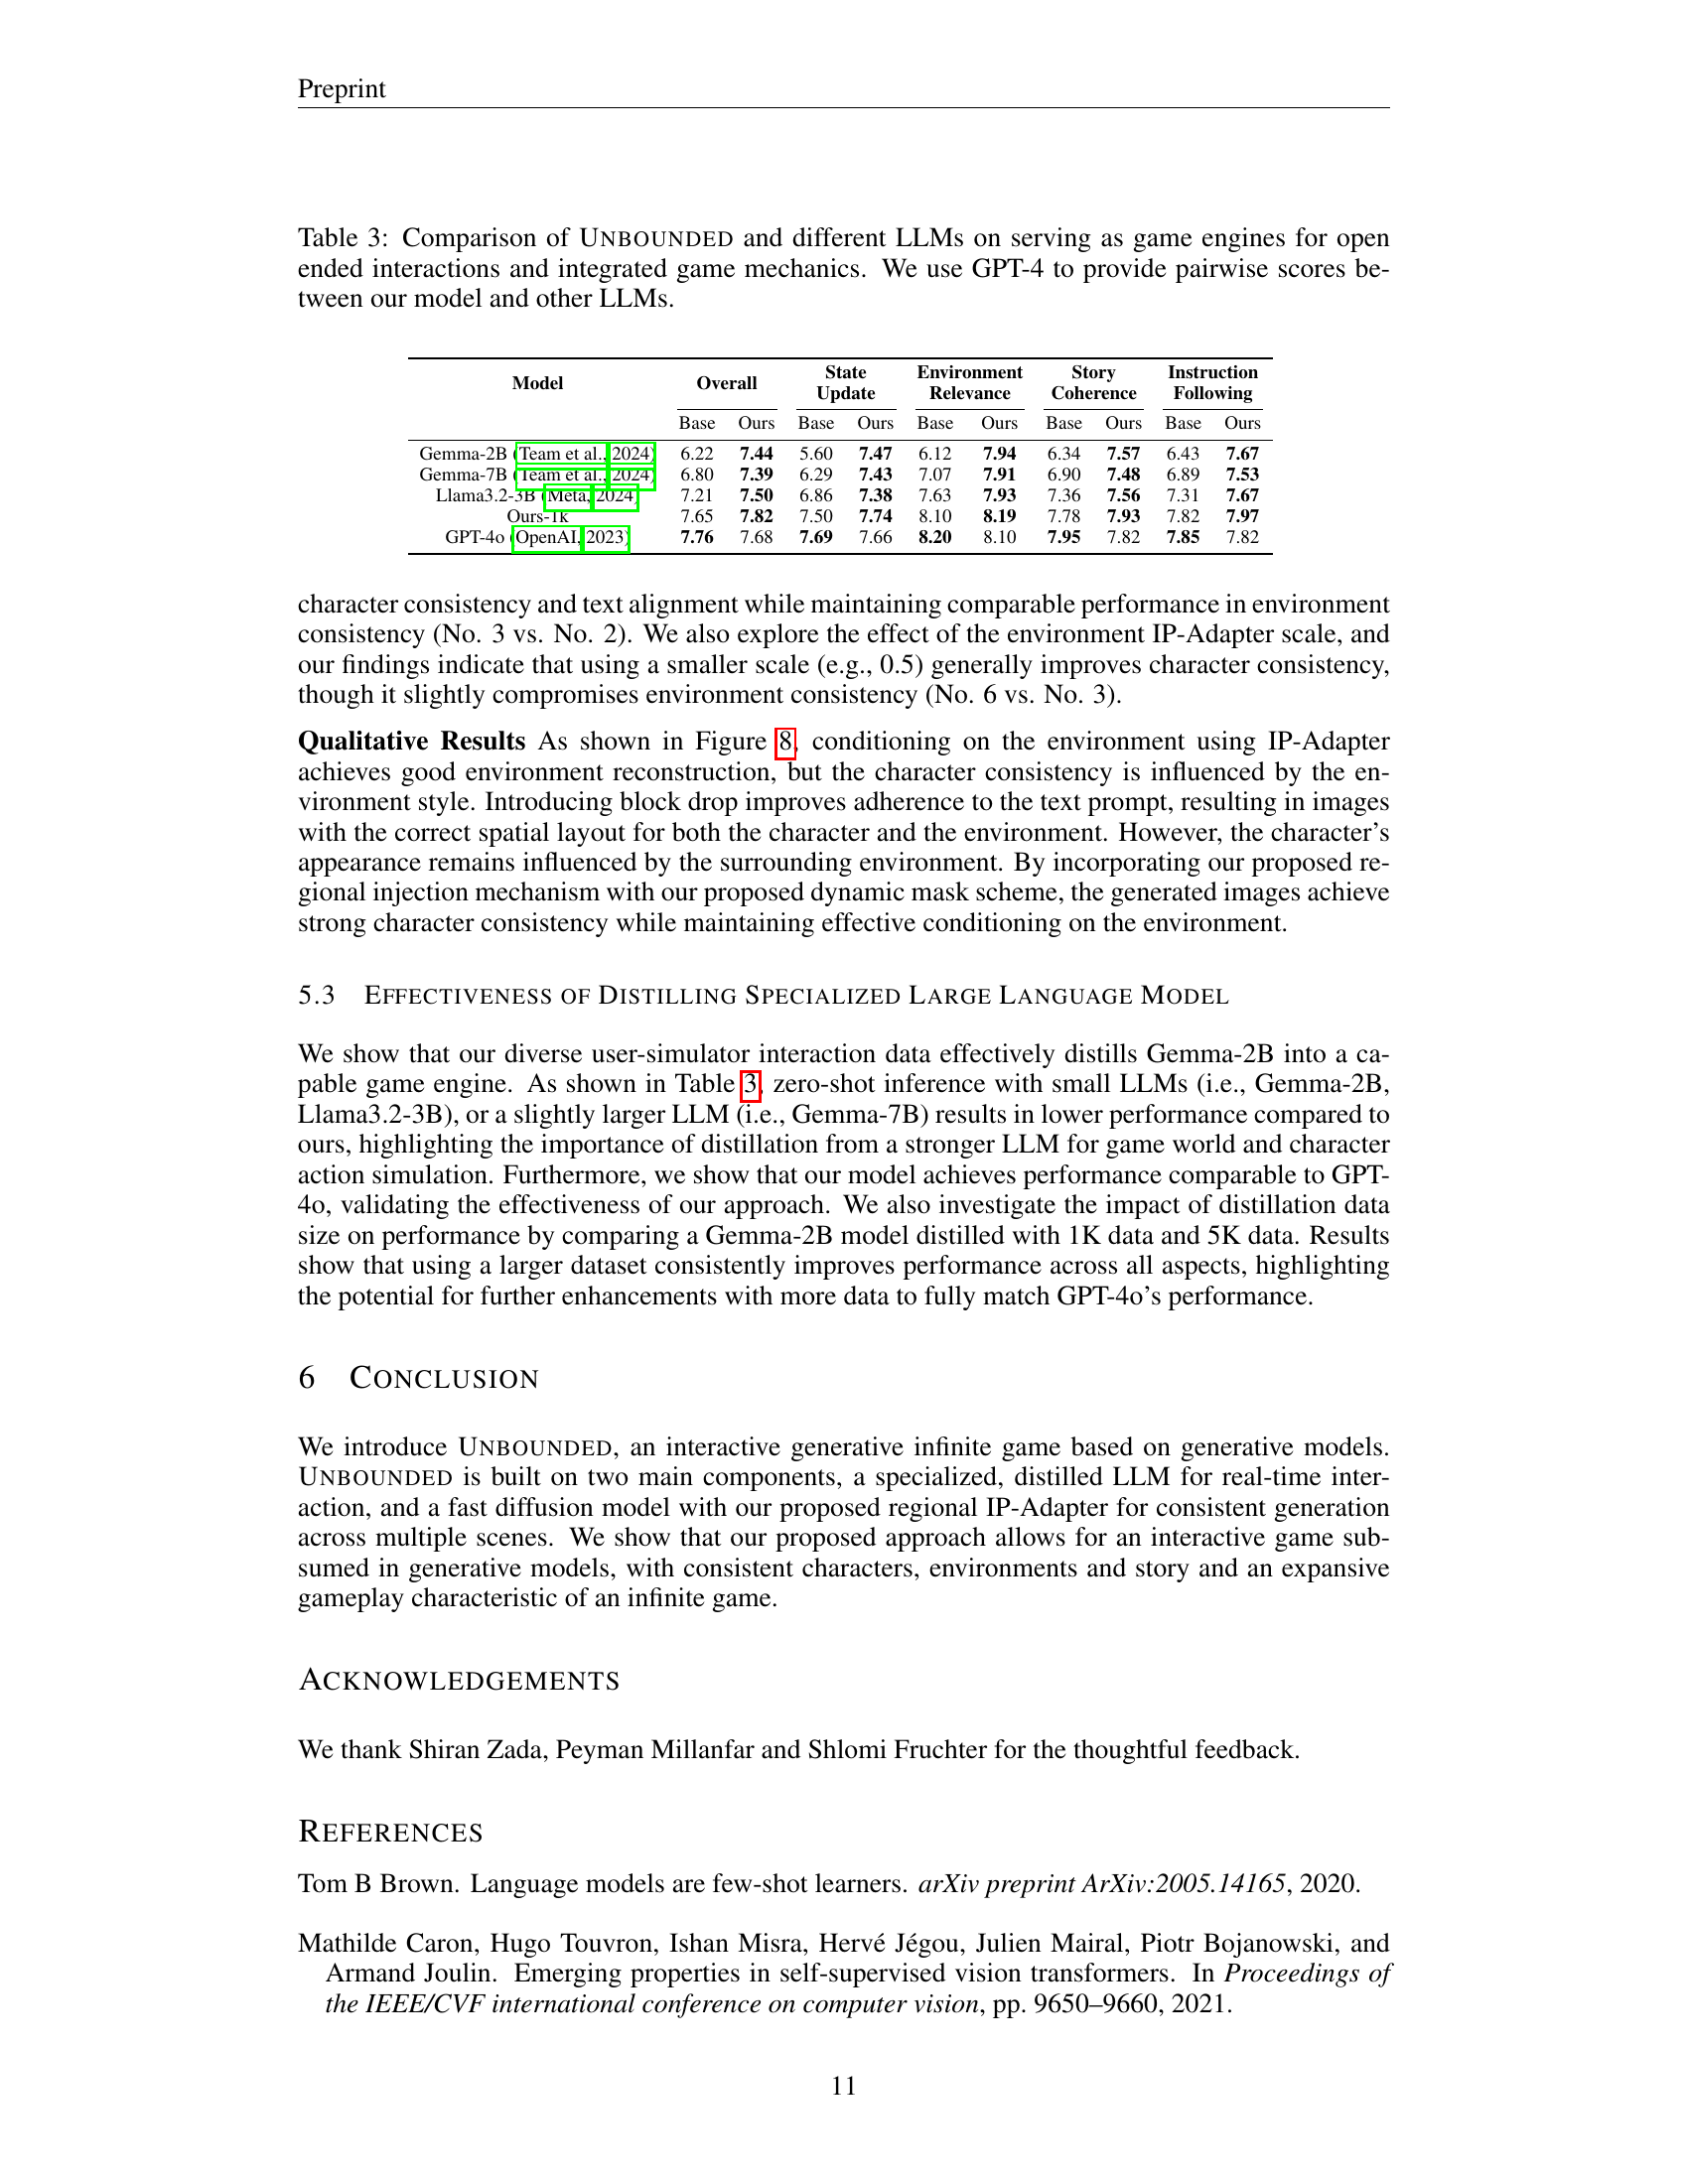 Preprint
Table 3: Comparison of UNBOUNDED and different LLMs on serving as game engines for open
ended interactions and integrated game mechanics. We use GPT-4 to provide pairwise scores be-
tween our model and other LLMs.
Model Overall State Update Environment Relevance Story Coherence Instruction Following
Base Ours Base Ours Base Ours Base Ours Base Ours
Gemma-2B (Team et al., 2024) 6.22 7.44 5.60 7.47 6.12 7.94 6.34 7.57 6.43 7.67
Gemma-7B (Team et al., 2024) 6.80 7.39 6.29 7.43 7.07 7.91 6.90 7.48 6.89 7.53
Llama3.2-3B (Meta, 2024) 7.21 7.50 6.86 7.38 7.63 7.93 7.36 7.56 7.31 7.67
Ours-1k 7.65 7.82 7.50 7.74 8.10 8.19 7.78 7.93 7.82 7.97
GPT-4o (OpenAI, 2023) 7.76 7.68 7.69 7.66 8.20 8.10 7.95 7.82 7.85 7.82
character consistency and text alignment while maintaining comparable performance in environment
consistency (No. 3 vs. No. 2). We also explore the effect of the environment IP-Adapter scale, and
our findings indicate that using a smaller scale (e.g., 0.5) generally improves character consistency,
though it slightly compromises environment consistency (No. 6 vs. No. 3).
Qualitative Results As shown in Figure 8, conditioning on the environment using IP-Adapter
achieves good environment reconstruction, but the character consistency is influenced by the en-
vironment style. Introducing block drop improves adherence to the text prompt, resulting in images
with the correct spatial layout for both the character and the environment. However, the character's
appearance remains influenced by the surrounding environment. By incorporating our proposed re-
gional injection mechanism with our proposed dynamic mask scheme, the generated images achieve
strong character consistency while maintaining effective conditioning on the environment.
5.3 EFFECTIVENESS OF DISTILLING SPECIALIZED LARGE LANGUAGE MODEL
We show that our diverse user-simulator interaction data effectively distills Gemma-2B into a ca-
pable game engine. As shown in Table 3, zero-shot inference with small LLMs (i.e., Gemma-2B,
Llama3.2-3B), or a slightly larger LLM (i.e., Gemma-7B) results in lower performance compared to
ours, highlighting the importance of distillation from a stronger LLM for game world and character
action simulation. Furthermore, we show that our model achieves performance comparable to GPT-
4o, validating the effectiveness of our approach. We also investigate the impact of distillation data
size on performance by comparing a Gemma-2B model distilled with 1K data and 5K data. Results
show that using a larger dataset consistently improves performance across all aspects, highlighting
the potential for further enhancements with more data to fully match GPT-4o's performance.
6 CONCLUSION
We introduce UNBOUNDED, an interactive generative infinite game based on generative models.
UNBOUNDED is built on two main components, a specialized, distilled LLM for real-time inter-
action, and a fast diffusion model with our proposed regional IP-Adapter for consistent generation
across multiple scenes. We show that our proposed approach allows for an interactive game sub-
sumed in generative models, with consistent characters, environments and story and an expansive
gameplay characteristic of an infinite game.
ACKNOWLEDGEMENTS
We thank Shiran Zada, Peyman Millanfar and Shlomi Fruchter for the thoughtful feedback.
REFERENCES
Tom B Brown. Language models are few-shot learners. arXiv preprint ArXiv:2005.14165, 2020.
Mathilde Caron, Hugo Touvron, Ishan Misra, Hervé Jégou, Julien Mairal, Piotr Bojanowski, and
Armand Joulin. Emerging properties in self-supervised vision transformers. In Proceedings of
the IEEE/CVF international conference on computer vision, pp. 9650–9660, 2021.
11